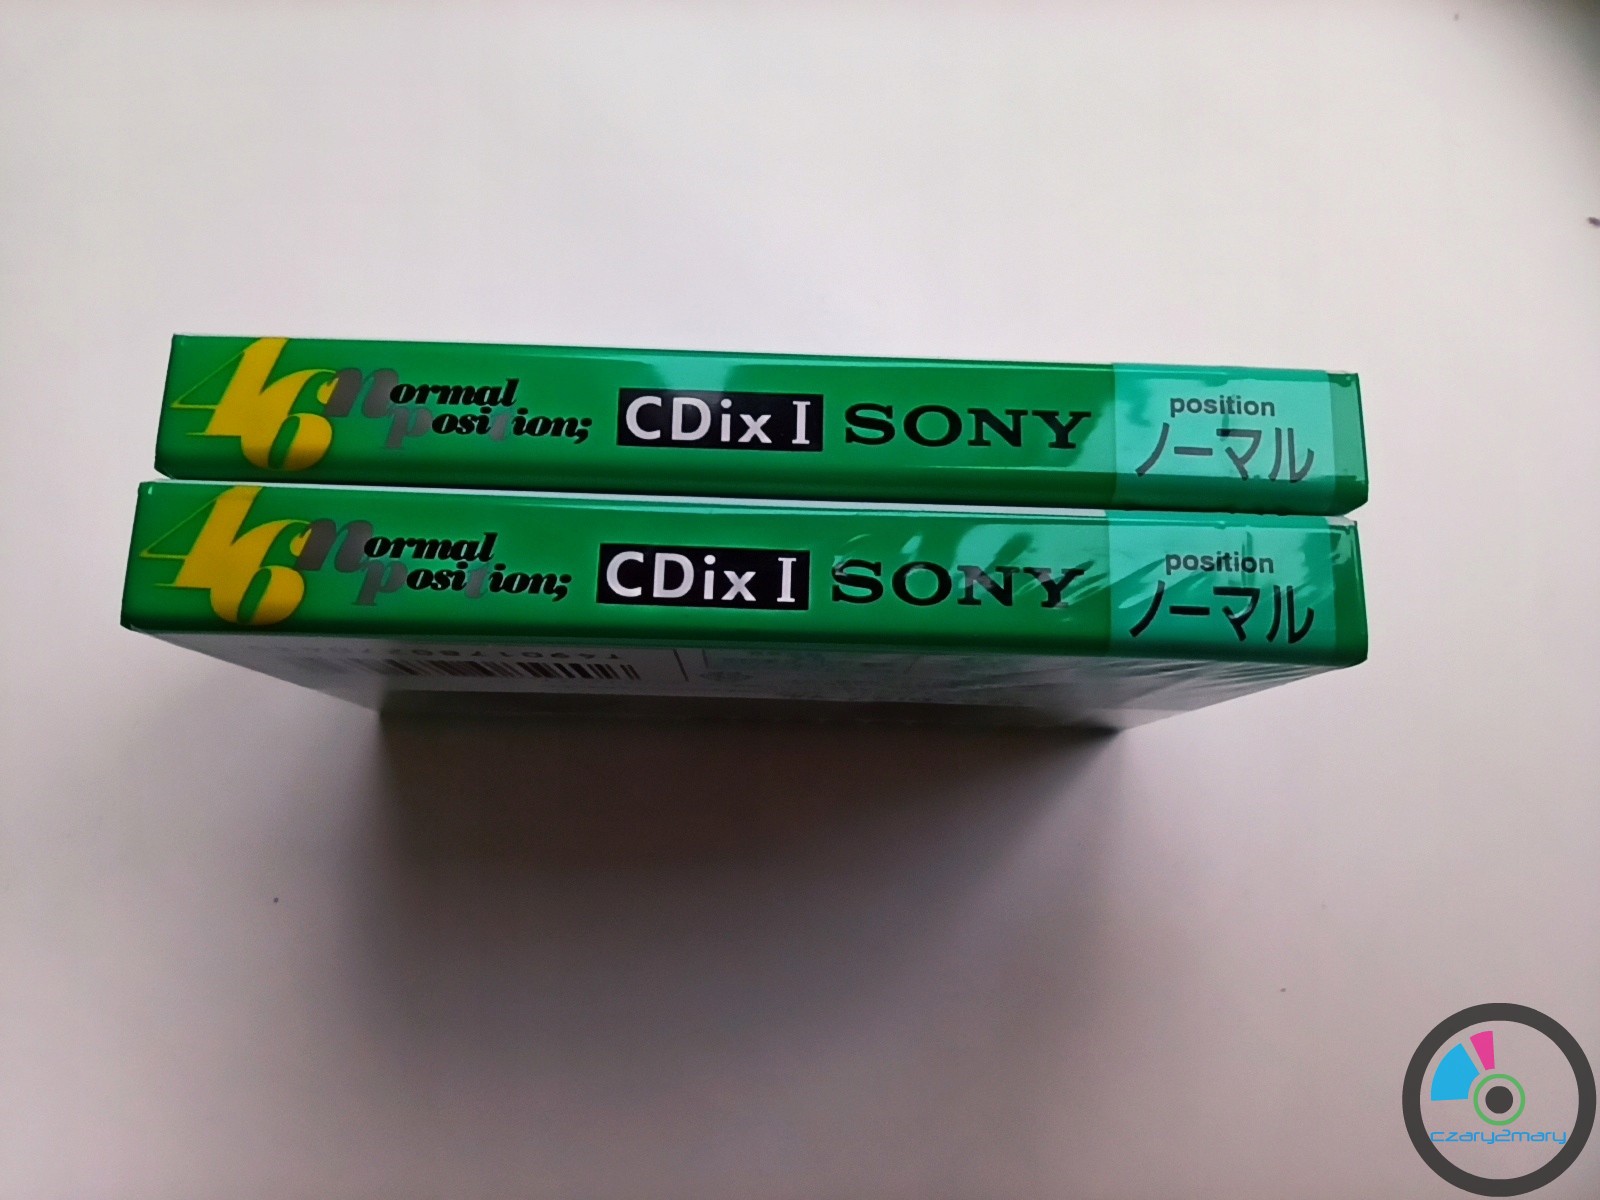 46 normal
position;
CDix I SONY
position
ノーマル
46 normal
position;
CDix I SONY
position
ノーマル
czary2mary